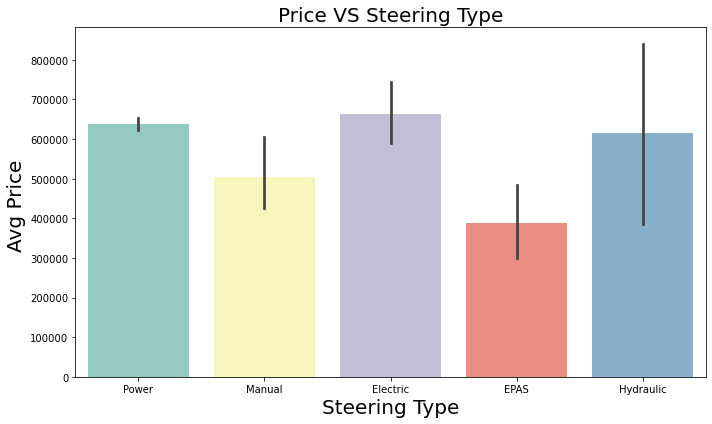 Price VS Steering Type
Avg Price
800000
700000
600000
500000
400000
300000
200000
100000
0
Power Manual Electric EPAS Hydraulic
Steering Type